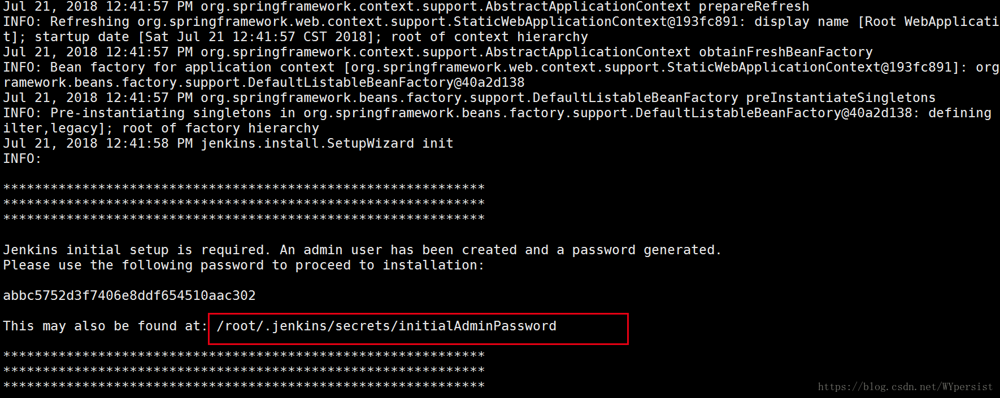 Jul 21, 2018 12:41:57 PM org.springframework.context.support.AbstractApplicationContext prepareRefresh
INFO: Refreshing org.springframework.web.context.support.StaticWebApplicationContext@193fc891: display name [Root WebApplicati
t]; startup date [Sat Jul 21 12:41:57 CST 2018]; root of context hierarchy
Jul 21, 2018 12:41:57 PM org.springframework.context.support.AbstractApplicationContext obtainFreshBeanFactory
INFO: Bean factory for application context [org.springframework.web.context.support.StaticWebApplicationContext@193fc891]: org
ramework.beans.factory.support.DefaultListableBeanFactory@40a2d138
Jul 21, 2018 12:41:57 PM org.springframework.beans.factory.support.DefaultListableBeanFactory preInstantiateSingletons
INFO: Pre-instantiating singletons in org.springframework.beans.factory.support.DefaultListableBeanFactory@40a2d138: defining
ilter,legacy]; root of factory hierarchy
Jul 21, 2018 12:41:58 PM jenkins.install.SetupWizard init
INFO:
*************************************************************
*************************************************************
*************************************************************
Jenkins initial setup is required. An admin user has been created and a password generated.
Please use the following password to proceed to installation:
abbc5752d3f7406e8ddf654510aac302
This may also be found at: /root/.jenkins/secrets/initialAdminPassword
*************************************************************
*************************************************************
*************************************************************
https://blog.csdn.net/WYpersist